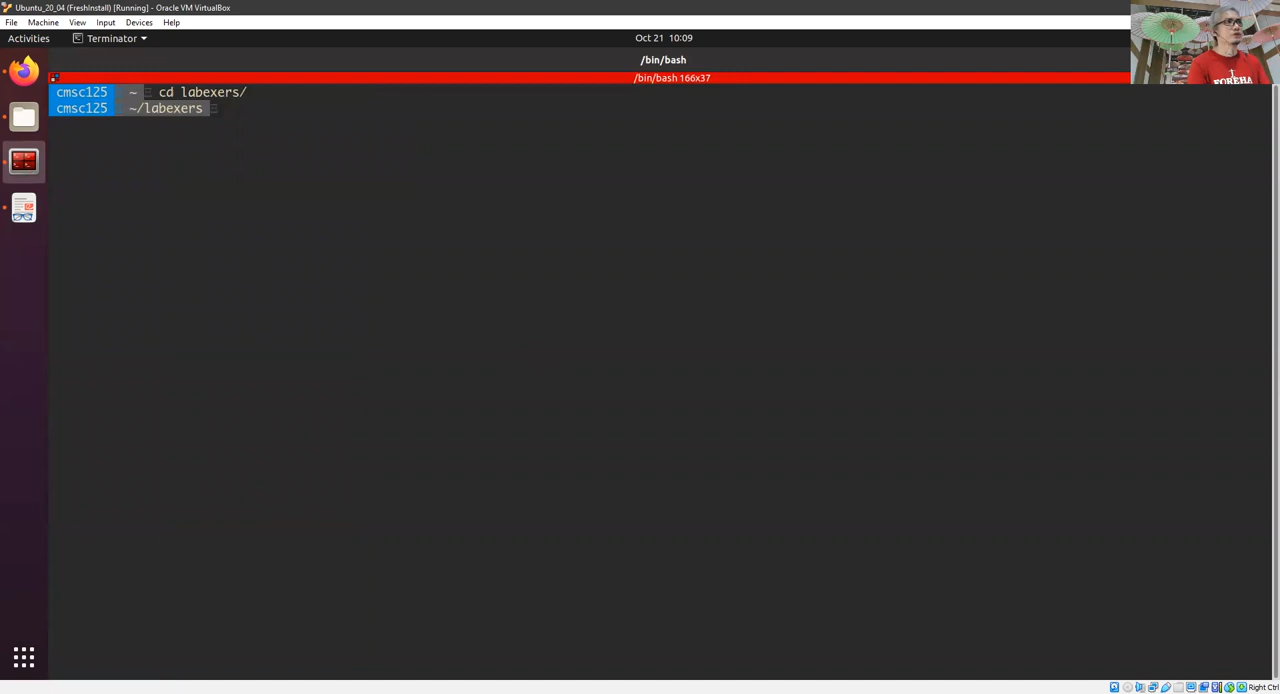 Ubuntu_20_04 (FreshInstall) [Running] - Oracle VM VirtualBox
File Machine View Input Devices Help
Activities Terminator Oct 21 10:09
/bin/bash
/bin/bash 166x37
cmsc125 ~ cd labexers/
cmsc125 ~/labexers
Right Ctrl